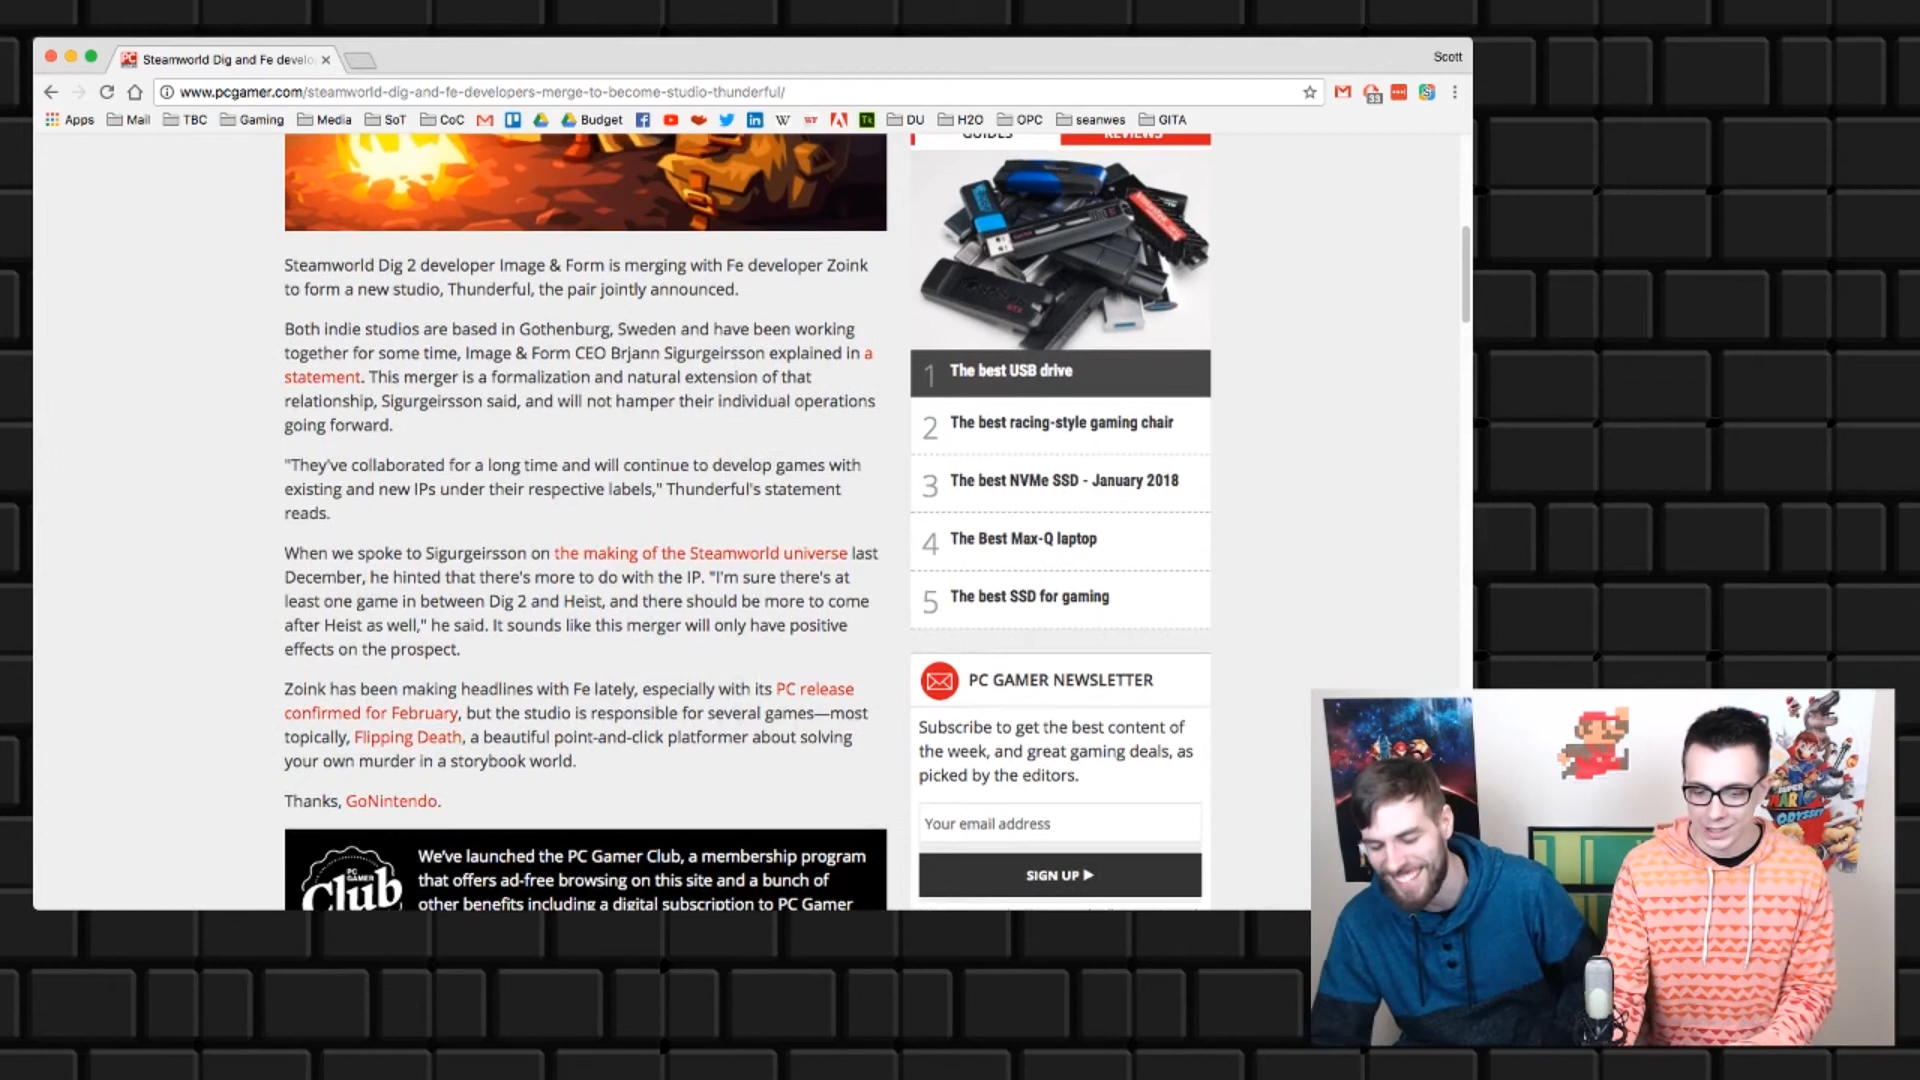 Steamworld Dig and Fe develo
Scott
www.pcgamer.com/steamworld-dig-and-fe-developers-merge-to-become-studio-thunderful/
33
Apps Mail TBC Gaming Media SoT CoC Budget DU H2O OPC seanwes GITA
GUIDES REVIEWS
Steamworld Dig 2 developer Image & Form is merging with Fe developer Zoink
to form a new studio, Thunderful, the pair jointly announced.
Both indie studios are based in Gothenburg, Sweden and have been working
together for some time, Image & Form CEO Brjann Sigurgeirsson explained in a
statement. This merger is a formalization and natural extension of that
relationship, Sigurgeirsson said, and will not hamper their individual operations
going forward.
"They've collaborated for a long time and will continue to develop games with
existing and new IPs under their respective labels," Thunderful's statement
reads.
When we spoke to Sigurgeirsson on the making of the Steamworld universe last
December, he hinted that there's more to do with the IP. "I'm sure there's at
least one game in between Dig 2 and Heist, and there should be more to come
after Heist as well," he said. It sounds like this merger will only have positive
effects on the prospect.
Zoink has been making headlines with Fe lately, especially with its PC release
confirmed for February, but the studio is responsible for several games—most
topically, Flipping Death, a beautiful point-and-click platformer about solving
your own murder in a storybook world.
Thanks, GoNintendo.
PC GAMER Club
We've launched the PC Gamer Club, a membership program
that offers ad-free browsing on this site and a bunch of
other benefits including a digital subscription to PC Gamer
1 The best USB drive
2 The best racing-style gaming chair
3 The best NVMe SSD - January 2018
4 The Best Max-Q laptop
5 The best SSD for gaming
PC GAMER NEWSLETTER
Subscribe to get the best content of
the week, and great gaming deals, as
picked by the editors.
Your email address
SIGN UP
SUPER
MARIO
ODYSSEY